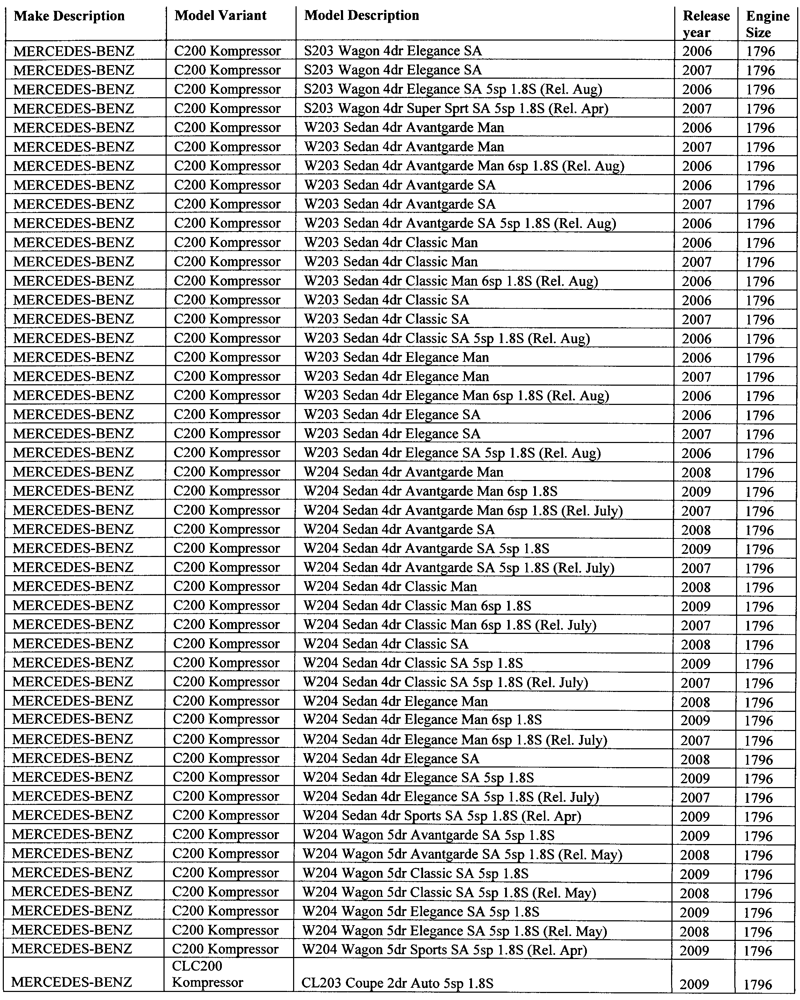 Make Description Model Variant Model Description Release year Engine Size
MERCEDES-BENZ C200 Kompressor S203 Wagon 4dr Elegance SA 2006 1796
MERCEDES-BENZ C200 Kompressor S203 Wagon 4dr Elegance SA 2007 1796
MERCEDES-BENZ C200 Kompressor S203 Wagon 4dr Elegance SA 5sp 1.8S (Rel. Aug) 2006 1796
MERCEDES-BENZ C200 Kompressor S203 Wagon 4dr Super Sprt SA 5sp 1.8S (Rel. Apr) 2007 1796
MERCEDES-BENZ C200 Kompressor W203 Sedan 4dr Avantgarde Man 2006 1796
MERCEDES-BENZ C200 Kompressor W203 Sedan 4dr Avantgarde Man 2007 1796
MERCEDES-BENZ C200 Kompressor W203 Sedan 4dr Avantgarde Man 6sp 1.8S (Rel. Aug) 2006 1796
MERCEDES-BENZ C200 Kompressor W203 Sedan 4dr Avantgarde SA 2006 1796
MERCEDES-BENZ C200 Kompressor W203 Sedan 4dr Avantgarde SA 2007 1796
MERCEDES-BENZ C200 Kompressor W203 Sedan 4dr Avantgarde SA 5sp 1.8S (Rel. Aug) 2006 1796
MERCEDES-BENZ C200 Kompressor W203 Sedan 4dr Classic Man 2006 1796
MERCEDES-BENZ C200 Kompressor W203 Sedan 4dr Classic Man 2007 1796
MERCEDES-BENZ C200 Kompressor W203 Sedan 4dr Classic Man 6sp 1.8S (Rel. Aug) 2006 1796
MERCEDES-BENZ C200 Kompressor W203 Sedan 4dr Classic SA 2006 1796
MERCEDES-BENZ C200 Kompressor W203 Sedan 4dr Classic SA 2007 1796
MERCEDES-BENZ C200 Kompressor W203 Sedan 4dr Classic SA 5sp 1.8S (Rel. Aug) 2006 1796
MERCEDES-BENZ C200 Kompressor W203 Sedan 4dr Elegance Man 2006 1796
MERCEDES-BENZ C200 Kompressor W203 Sedan 4dr Elegance Man 2007 1796
MERCEDES-BENZ C200 Kompressor W203 Sedan 4dr Elegance Man 6sp 1.8S (Rel. Aug) 2006 1796
MERCEDES-BENZ C200 Kompressor W203 Sedan 4dr Elegance SA 2006 1796
MERCEDES-BENZ C200 Kompressor W203 Sedan 4dr Elegance SA 2007 1796
MERCEDES-BENZ C200 Kompressor W203 Sedan 4dr Elegance SA 5sp 1.8S (Rel. Aug) 2006 1796
MERCEDES-BENZ C200 Kompressor W204 Sedan 4dr Avantgarde Man 2008 1796
MERCEDES-BENZ C200 Kompressor W204 Sedan 4dr Avantgarde Man 6sp 1.8S 2009 1796
MERCEDES-BENZ C200 Kompressor W204 Sedan 4dr Avantgarde Man 6sp 1.8S (Rel. July) 2007 1796
MERCEDES-BENZ C200 Kompressor W204 Sedan 4dr Avantgarde SA 2008 1796
MERCEDES-BENZ C200 Kompressor W204 Sedan 4dr Avantgarde SA 5sp 1.8S 2009 1796
MERCEDES-BENZ C200 Kompressor W204 Sedan 4dr Avantgarde SA 5sp 1.8S (Rel. July) 2007 1796
MERCEDES-BENZ C200 Kompressor W204 Sedan 4dr Classic Man 2008 1796
MERCEDES-BENZ C200 Kompressor W204 Sedan 4dr Classic Man 6sp 1.8S 2009 1796
MERCEDES-BENZ C200 Kompressor W204 Sedan 4dr Classic Man 6sp 1.8S (Rel. July) 2007 1796
MERCEDES-BENZ C200 Kompressor W204 Sedan 4dr Classic SA 2008 1796
MERCEDES-BENZ C200 Kompressor W204 Sedan 4dr Classic SA 5sp 1.8S 2009 1796
MERCEDES-BENZ C200 Kompressor W204 Sedan 4dr Classic SA 5sp 1.8S (Rel. July) 2007 1796
MERCEDES-BENZ C200 Kompressor W204 Sedan 4dr Elegance Man 2008 1796
MERCEDES-BENZ C200 Kompressor W204 Sedan 4dr Elegance Man 6sp 1.8S 2009 1796
MERCEDES-BENZ C200 Kompressor W204 Sedan 4dr Elegance Man 6sp 1.8S (Rel. July) 2007 1796
MERCEDES-BENZ C200 Kompressor W204 Sedan 4dr Elegance SA 2008 1796
MERCEDES-BENZ C200 Kompressor W204 Sedan 4dr Elegance SA 5sp 1.8S 2009 1796
MERCEDES-BENZ C200 Kompressor W204 Sedan 4dr Elegance SA 5sp 1.8S (Rel. July) 2007 1796
MERCEDES-BENZ C200 Kompressor W204 Sedan 4dr Sports SA 5sp 1.8S (Rel. Apr) 2009 1796
MERCEDES-BENZ C200 Kompressor W204 Wagon 5dr Avantgarde SA 5sp 1.8S 2009 1796
MERCEDES-BENZ C200 Kompressor W204 Wagon 5dr Avantgarde SA 5sp 1.8S (Rel. May) 2008 1796
MERCEDES-BENZ C200 Kompressor W204 Wagon 5dr Classic SA 5sp 1.8S 2009 1796
MERCEDES-BENZ C200 Kompressor W204 Wagon 5dr Classic SA 5sp 1.8S (Rel. May) 2008 1796
MERCEDES-BENZ C200 Kompressor W204 Wagon 5dr Elegance SA 5sp 1.8S 2009 1796
MERCEDES-BENZ C200 Kompressor W204 Wagon 5dr Elegance SA 5sp 1.8S (Rel. May) 2008 1796
MERCEDES-BENZ C200 Kompressor W204 Wagon 5dr Sports SA 5sp 1.8S (Rel. Apr) 2009 1796
CLC200
MERCEDES-BENZ Kompressor CL203 Coupe 2dr Auto 5sp 1.8S 2009 1796